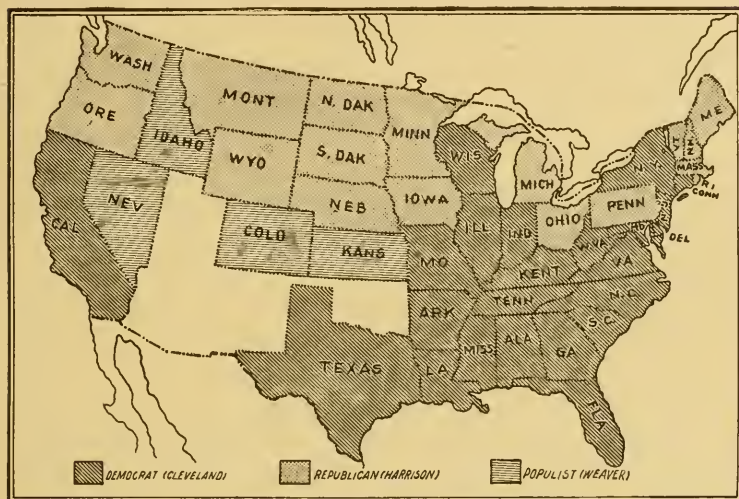 WASH
ORE
IDAHO
MONT
N. DAK
MINN
WYO
S. DAK
NEB
IOWA
WIS
MICH
ME
VT
N.H.
MASS
R.I.
CONN
N.Y.
PENN
N.J.
DEL
MD
CAL
NEV
COLO
KANS
MO
ILL
IND
OHIO
W.VA
VA
KENT
TENN
N.C.
S.C.
ARK
MISS
ALA
GA
TEXAS
LA
FLA
DEMOCRAT (CLEVELAND)
REPUBLICAN (HARRISON)
POPULIST (WEAVER)